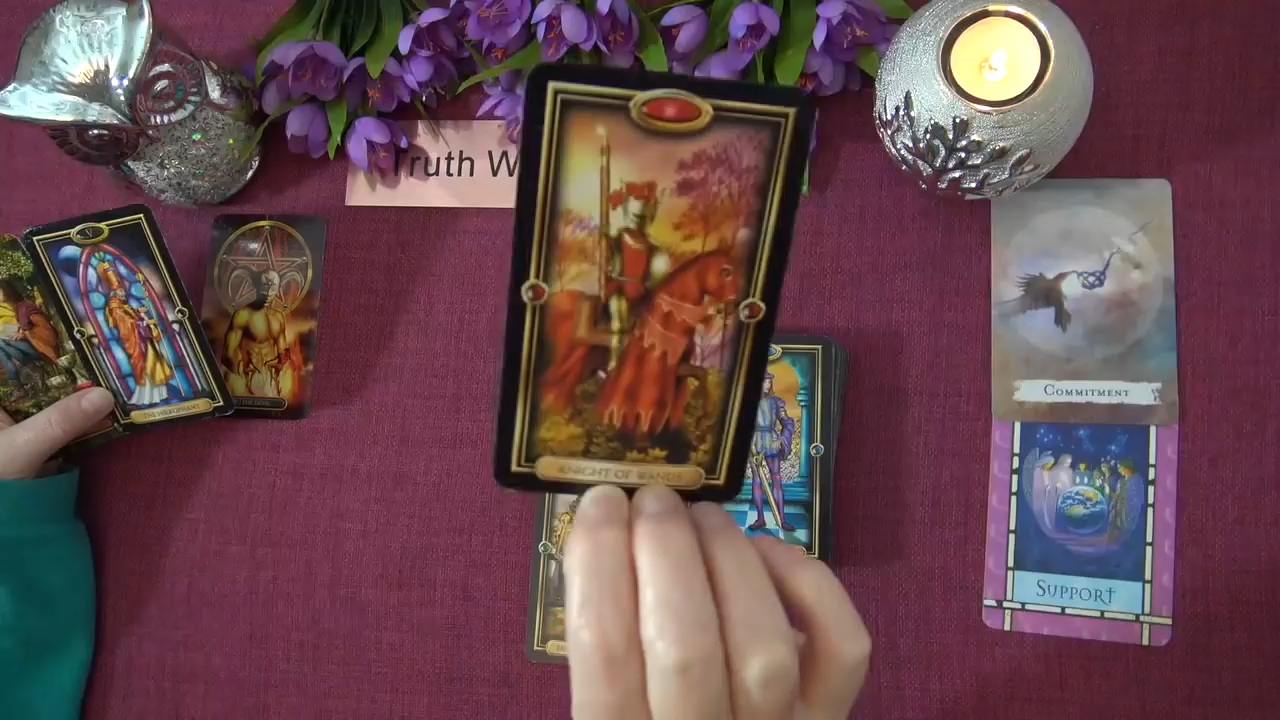 Truth W
V
THE HIEROPHANT
KNIGHT OF WANDS
COMMITMENT
SUPPORT